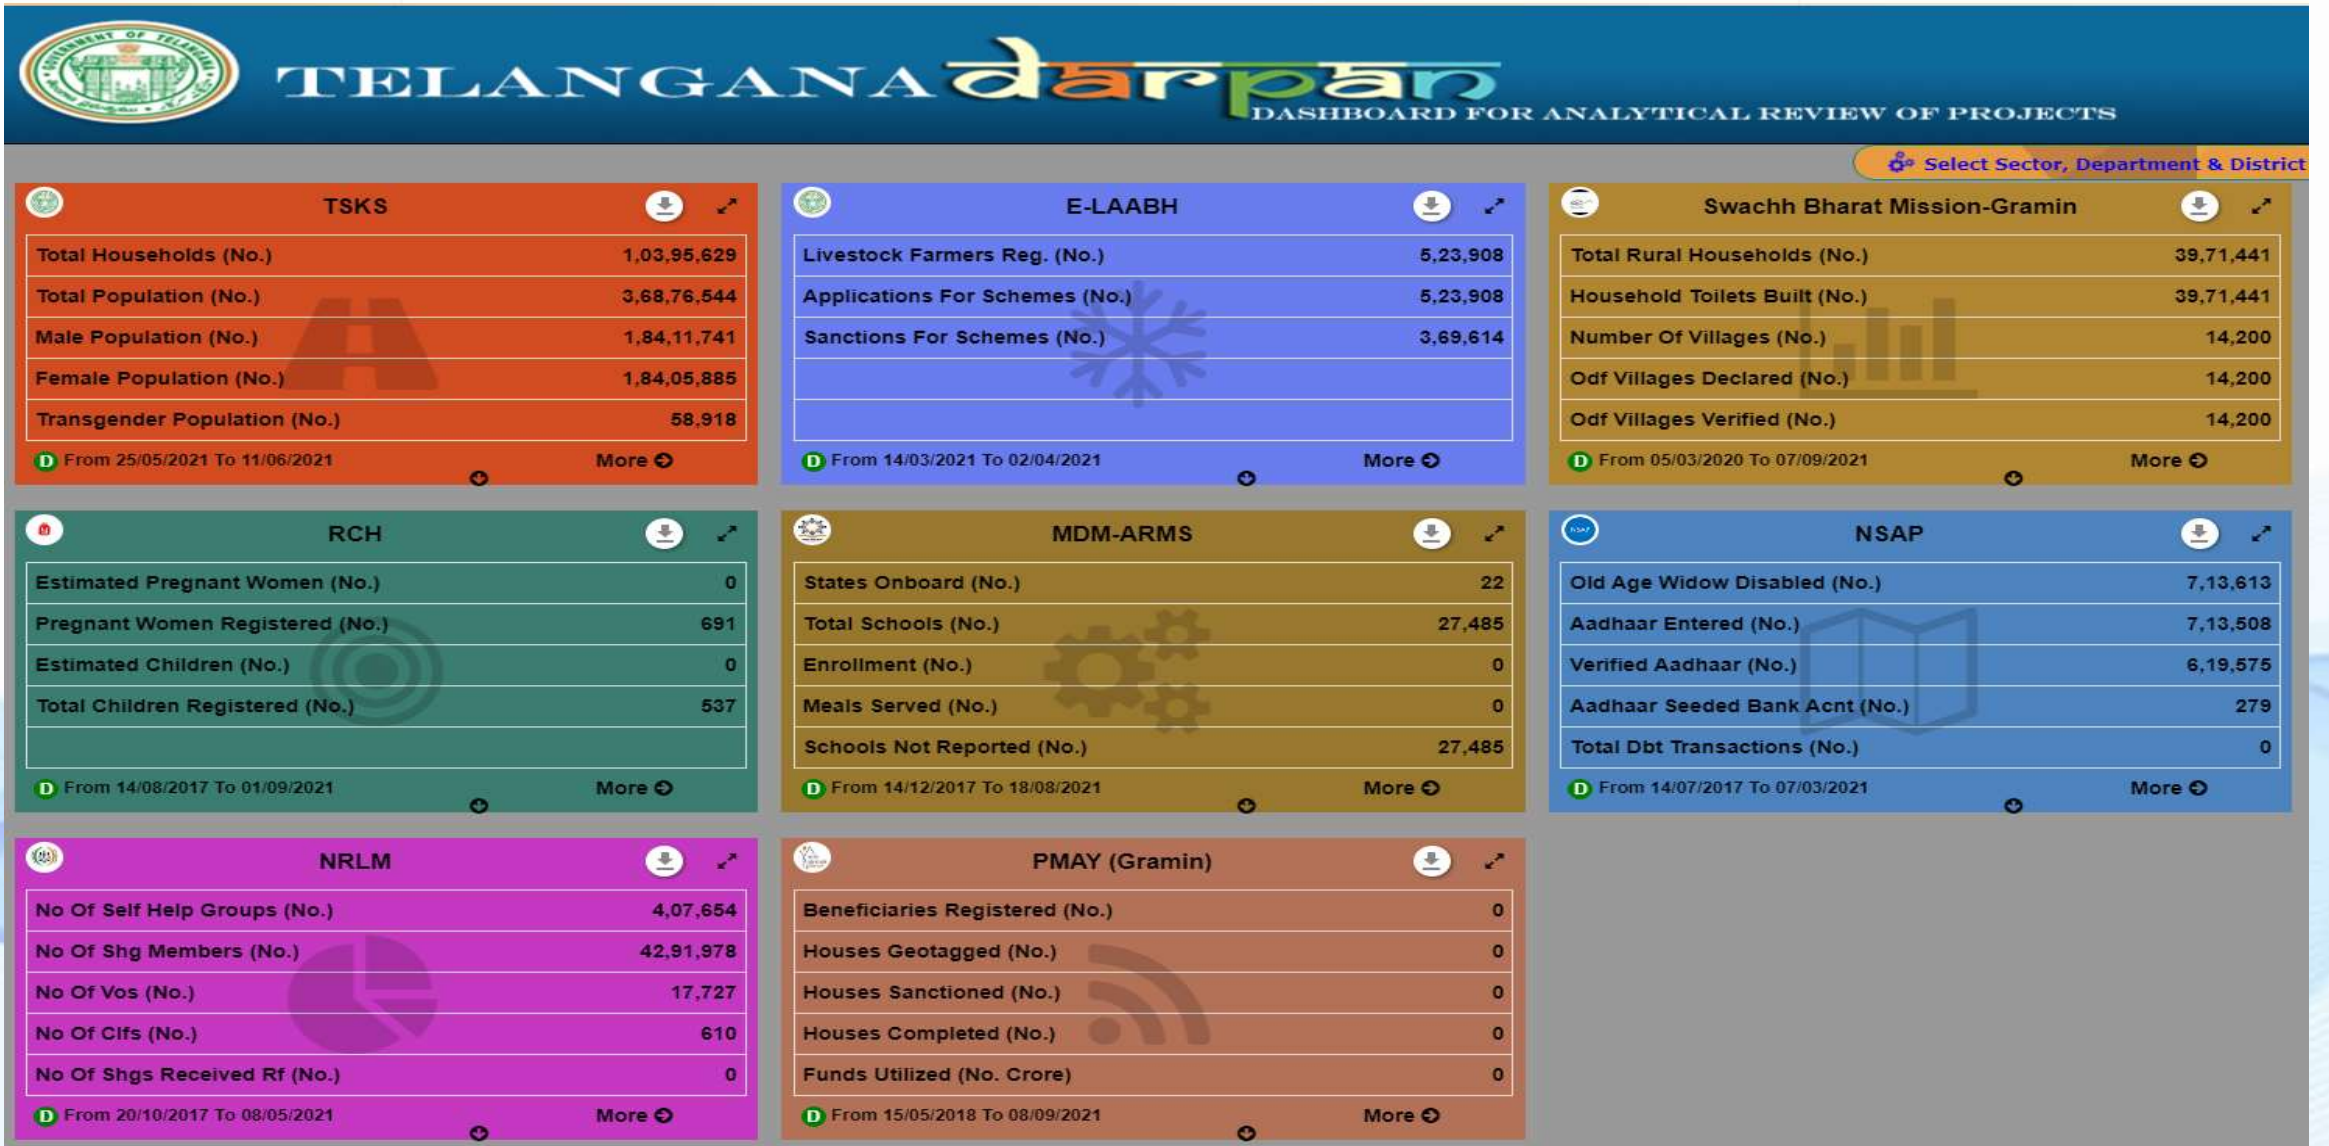 GOVERNMENT OF TELANGANA
TELANGANA darpan
DASHBOARD FOR ANALYTICAL REVIEW OF PROJECTS
Select Sector, Department & District
TSKS
Total Households (No.) 1,03,95,629
Total Population (No.) 3,68,76,544
Male Population (No.) 1,84,11,741
Female Population (No.) 1,84,05,885
Transgender Population (No.) 58,918
D From 25/05/2021 To 11/06/2021 More
E-LAABH
Livestock Farmers Reg. (No.) 5,23,908
Applications For Schemes (No.) 5,23,908
Sanctions For Schemes (No.) 3,69,614
D From 14/03/2021 To 02/04/2021 More
Swachh Bharat Mission-Gramin
Total Rural Households (No.) 39,71,441
Household Toilets Built (No.) 39,71,441
Number Of Villages (No.) 14,200
Odf Villages Declared (No.) 14,200
Odf Villages Verified (No.) 14,200
D From 05/03/2020 To 07/09/2021 More
RCH
Estimated Pregnant Women (No.) 0
Pregnant Women Registered (No.) 691
Estimated Children (No.) 0
Total Children Registered (No.) 537
D From 14/08/2017 To 01/09/2021 More
MDM-ARMS
States Onboard (No.) 22
Total Schools (No.) 27,485
Enrollment (No.) 0
Meals Served (No.) 0
Schools Not Reported (No.) 27,485
D From 14/12/2017 To 18/08/2021 More
NSAP
NSAP
Old Age Widow Disabled (No.) 7,13,613
Aadhaar Entered (No.) 7,13,508
Verified Aadhaar (No.) 6,19,575
Aadhaar Seeded Bank Acnt (No.) 279
Total Dbt Transactions (No.) 0
D From 14/07/2017 To 07/03/2021 More
NRLM
No Of Self Help Groups (No.) 4,07,654
No Of Shg Members (No.) 42,91,978
No Of Vos (No.) 17,727
No Of Clfs (No.) 610
No Of Shgs Received Rf (No.) 0
D From 20/10/2017 To 08/05/2021 More
PMAY (Gramin)
Beneficiaries Registered (No.) 0
Houses Geotagged (No.) 0
Houses Sanctioned (No.) 0
Houses Completed (No.) 0
Funds Utilized (No. Crore) 0
D From 15/05/2018 To 08/09/2021 More